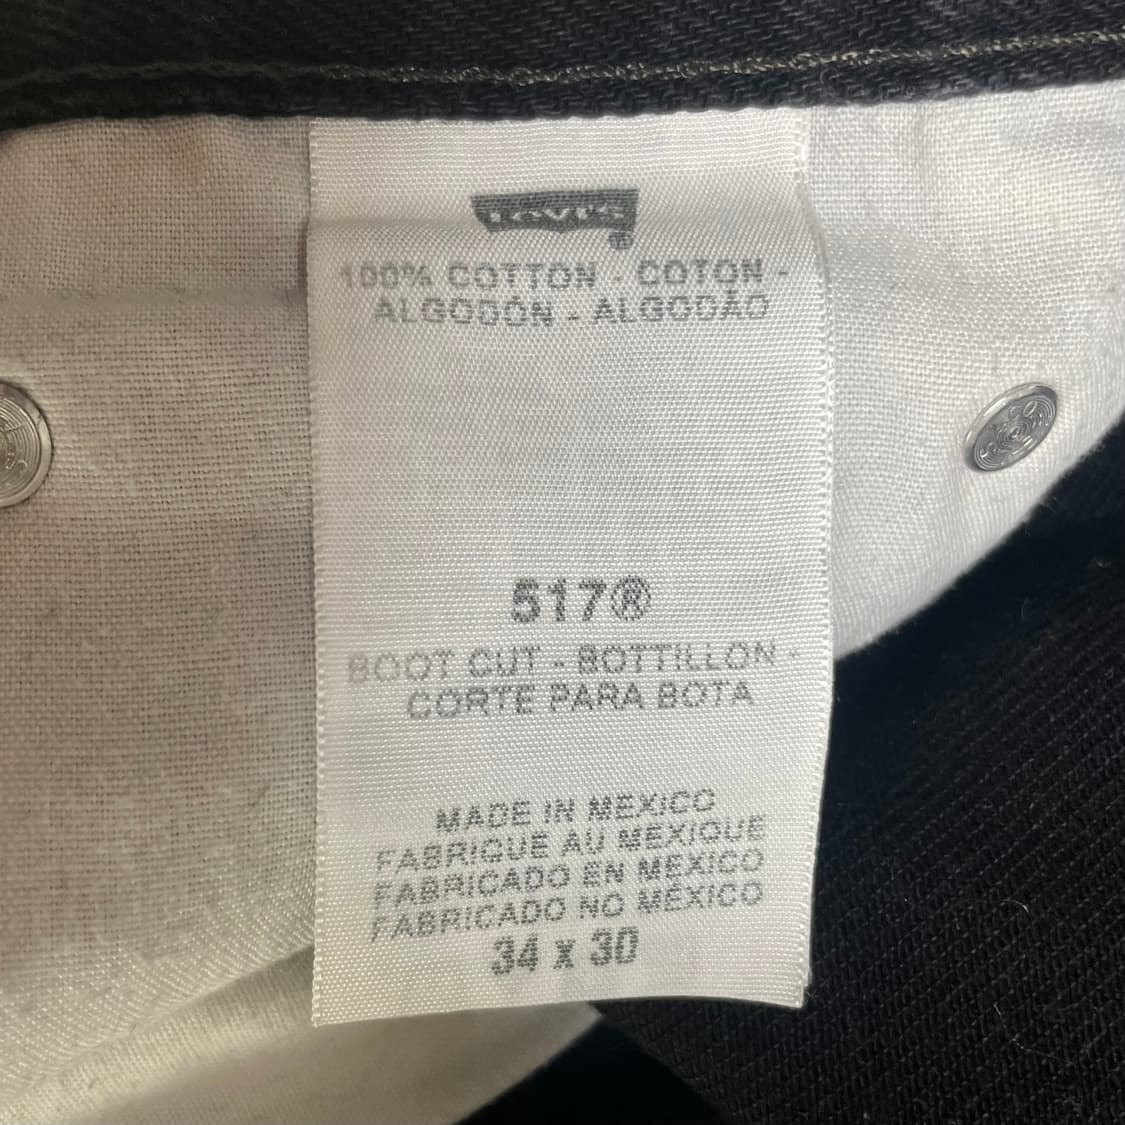 Levi's
®
100% COTTON - COTON -
ALGODÓN - ALGODÃO
517®
BOOT CUT - BOTTILLON -
CORTE PARA BOTA
MADE IN MEXICO
FABRIQUE AU MEXIQUE
FABRICADO EN MEXICO
FABRICADO NO MÉXICO
34 x 30